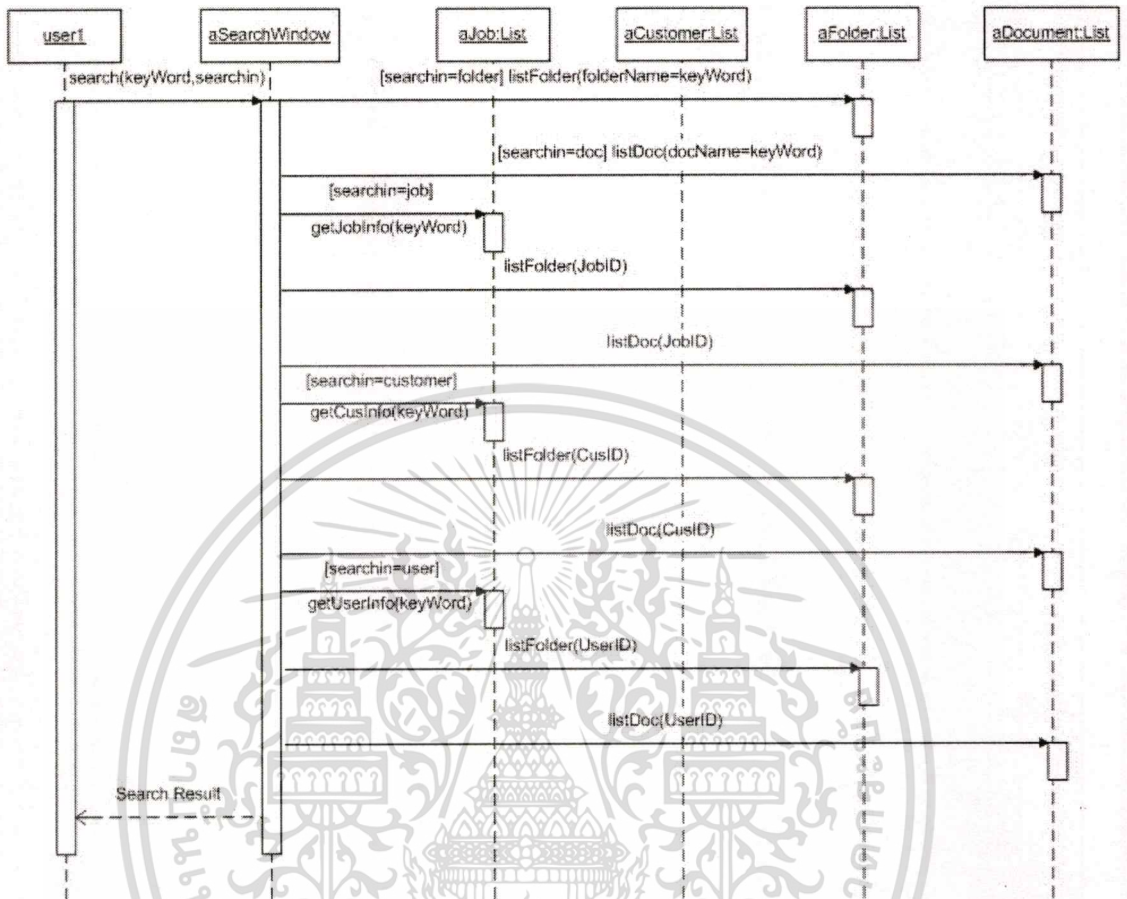 user1
aSearchWindow
aJob:List
aCustomer:List
aFolder:List
aDocument:List
search(keyWord,searchin)
[searchin=folder] listFolder(folderName=keyWord)
[searchin=doc] listDoc(docName=keyWord)
[searchin=job]
getJobInfo(keyWord)
listFolder(JobID)
listDoc(JobID)
[searchin=customer]
getCusInfo(keyWord)
listFolder(CusID)
listDoc(CusID)
[searchin=user]
getUserInfo(keyWord)
listFolder(UserID)
listDoc(UserID)
Search Result